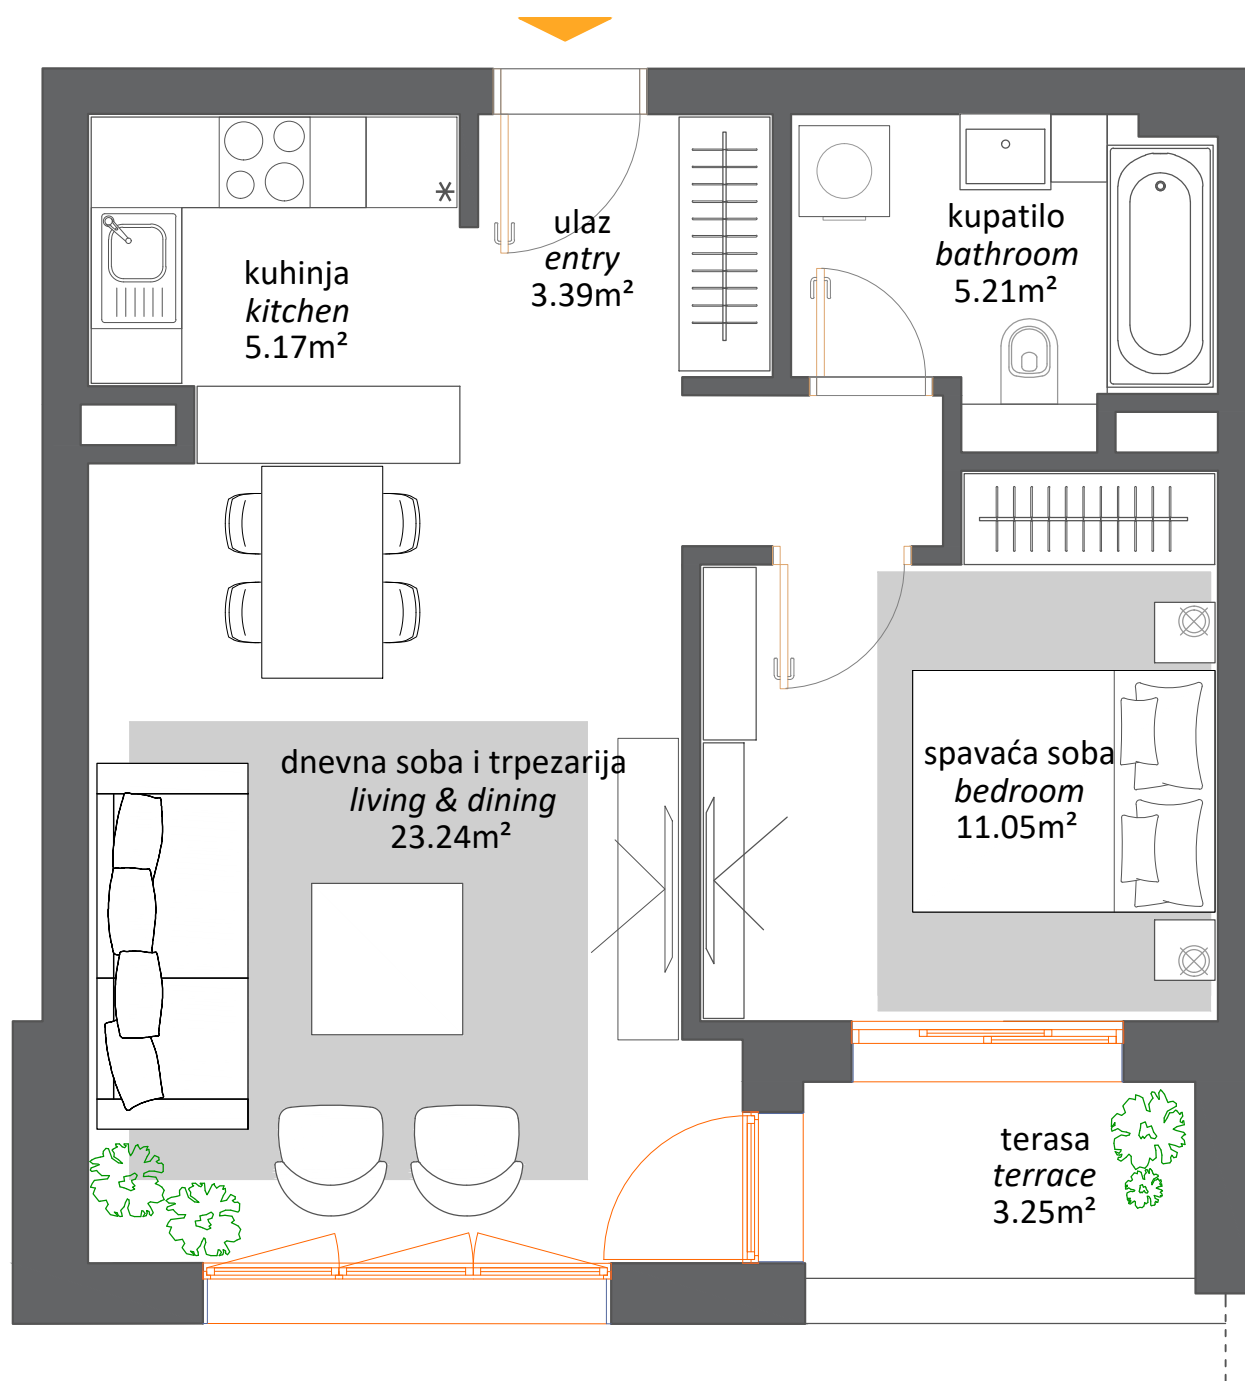 ulaz
entry
3.39m²
kupatilo
bathroom
5.21m²
kuhinja
kitchen
5.17m²
dnevna soba i trpezarija
living & dining
23.24m²
spavaća soba
bedroom
11.05m²
terasa
terrace
3.25m²